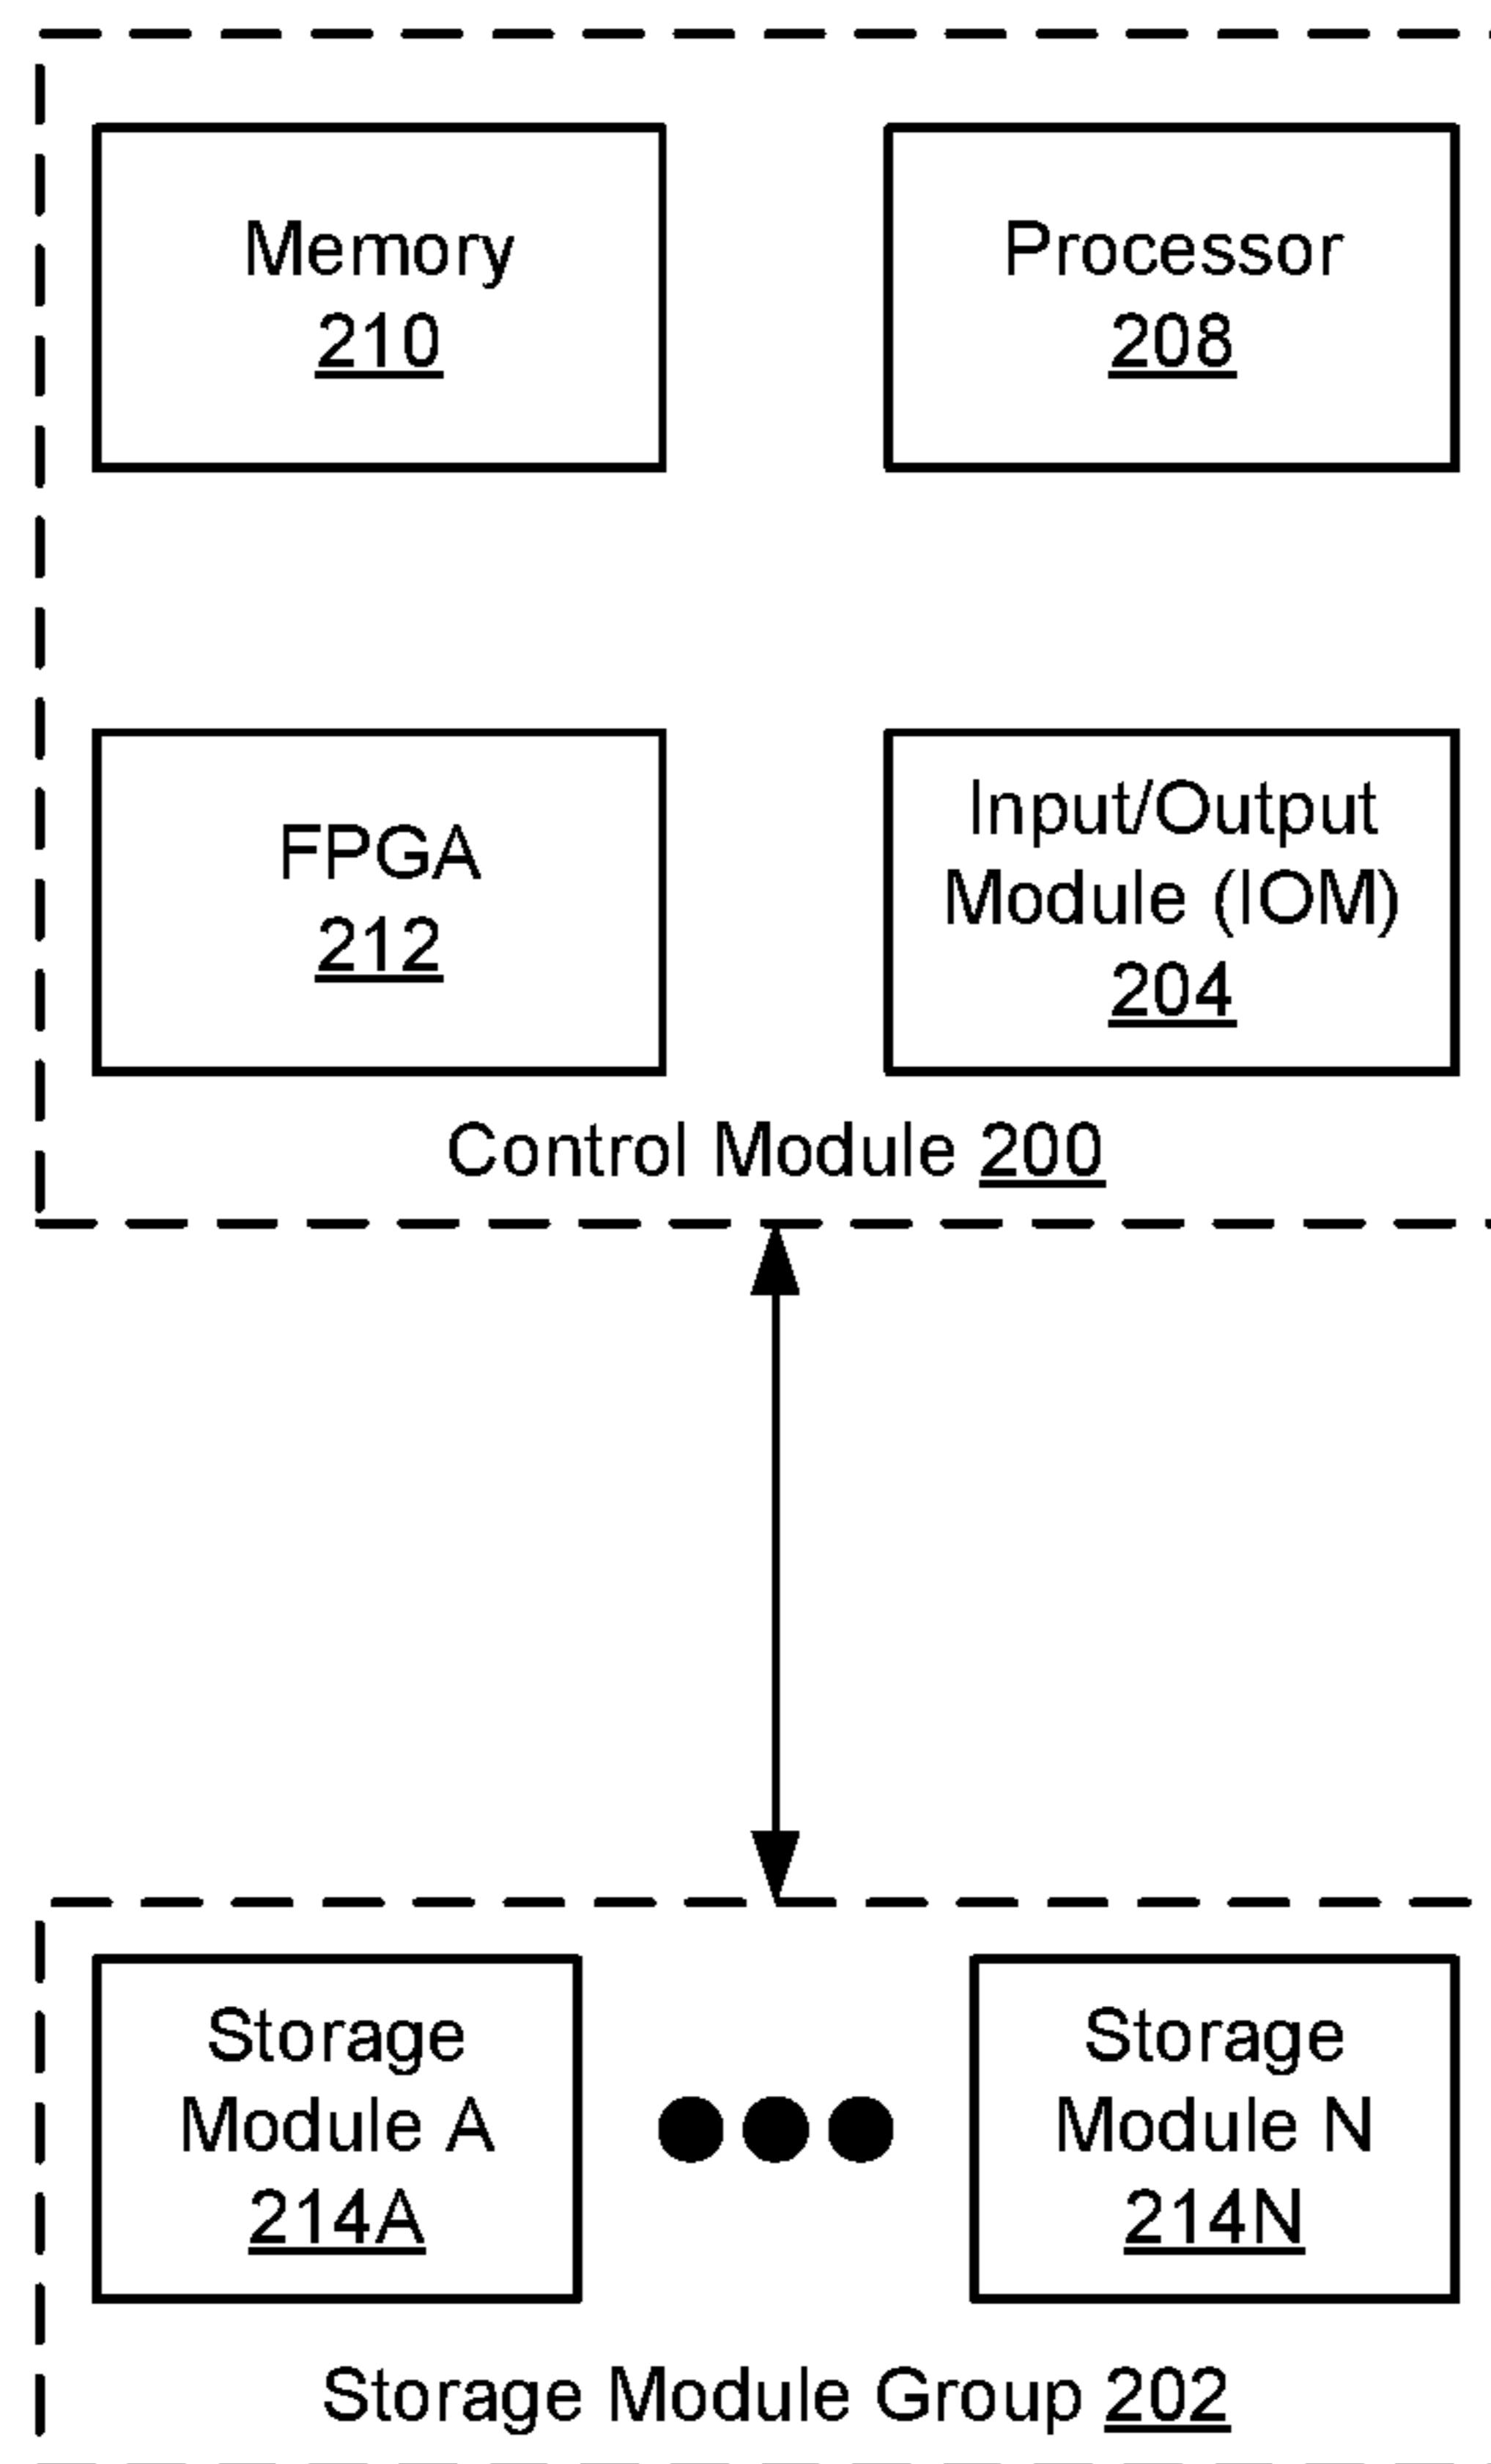 Memory
210
Processor
208
FPGA
212
Input/Output
Module (IOM)
204
Control Module 200
Storage
Module A
214A
Storage
Module N
214N
Storage Module Group 202